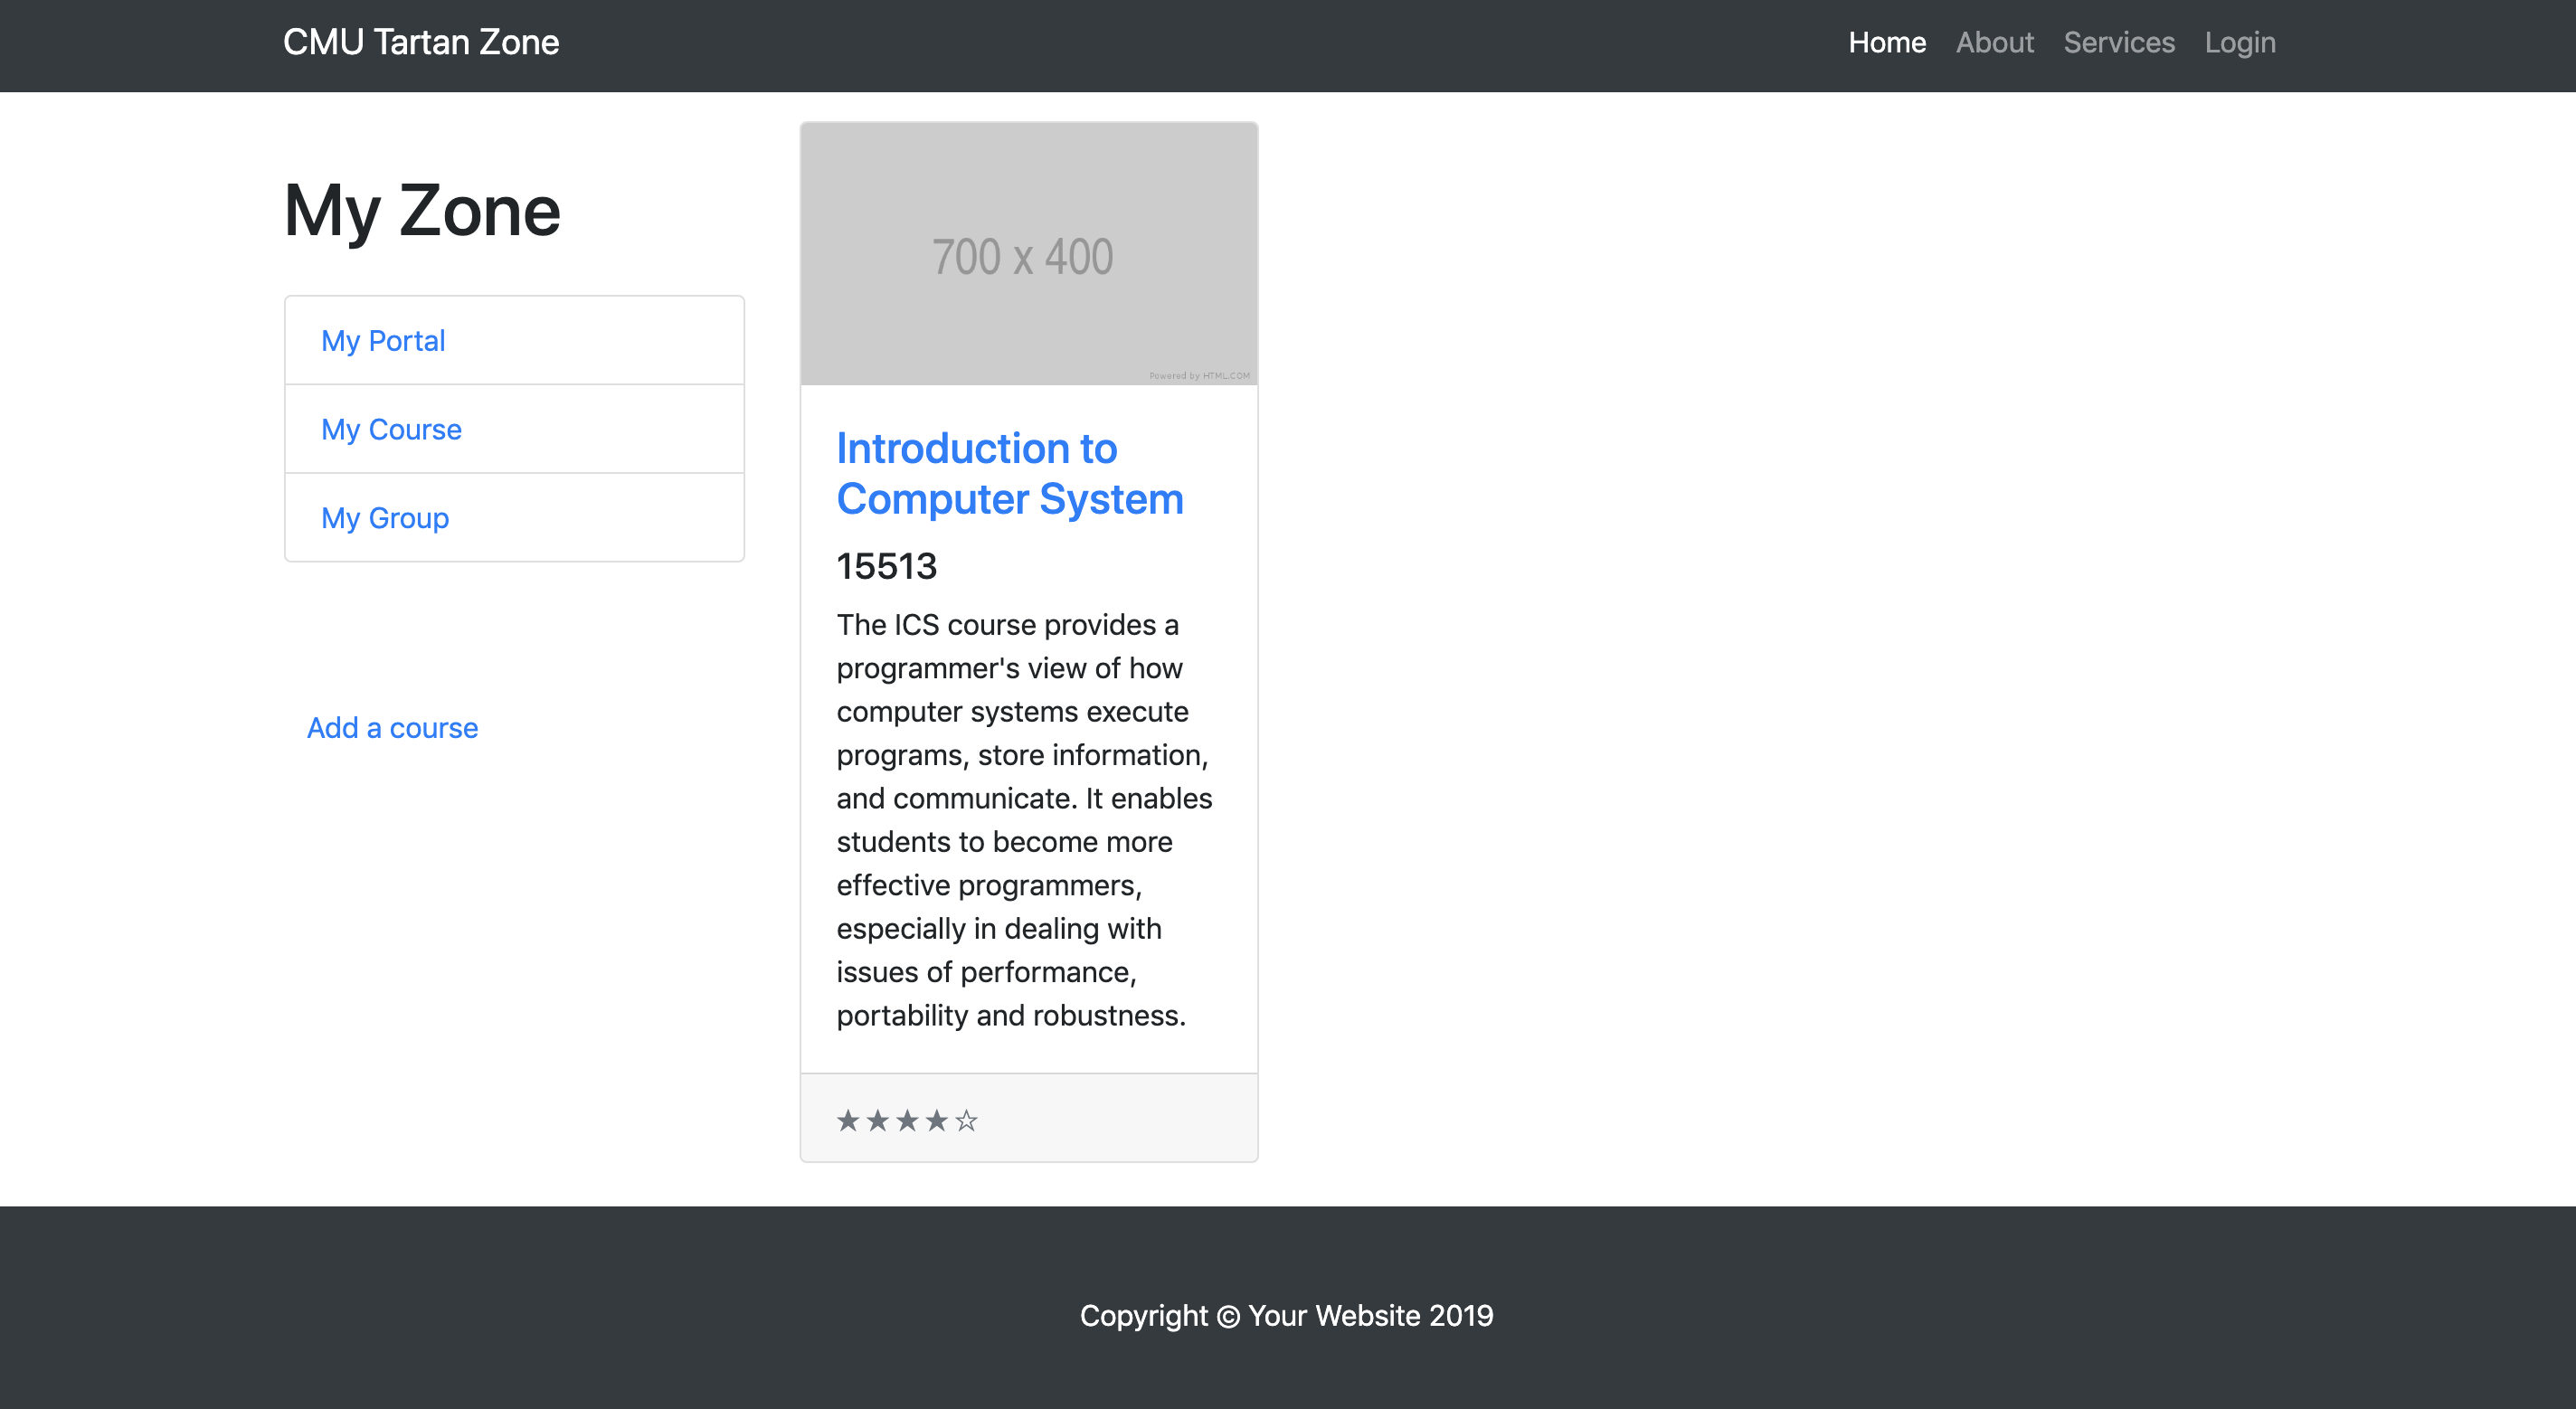 CMU Tartan Zone
Home About Services Login
My Zone
My Portal
My Course
My Group
Add a course
700 x 400
Powered by HTML.COM
Introduction to
Computer System
15513
The ICS course provides a
programmer's view of how
computer systems execute
programs, store information,
and communicate. It enables
students to become more
effective programmers,
especially in dealing with
issues of performance,
portability and robustness.
★ ★ ★ ★ ☆
Copyright © Your Website 2019